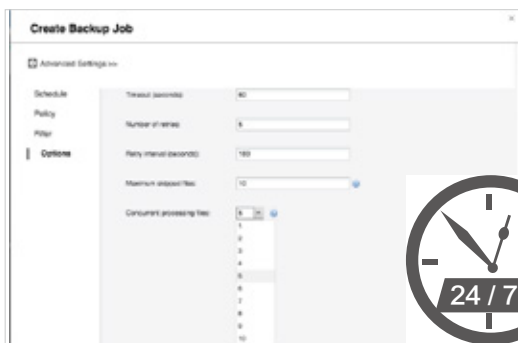 Create Backup Job
Advanced Settings >>
Schedule
Policy
Filter
Options
Timeout (seconds): 60
Number of retries: 5
Retry interval (seconds): 180
Maximum skipped files: 10
Concurrent processing files: 5
1
2
3
4
5
6
7
8
9
10
24 / 7